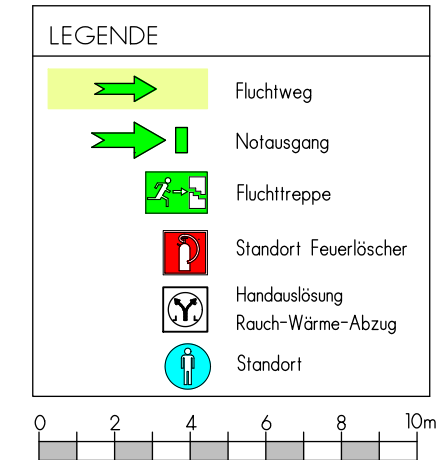 LEGENDE
Fluchtweg
Notausgang
Fluchttreppe
Standort Feuerlöscher
Handauslösung
Rauch-Wärme-Abzug
Standort
0 2 4 6 8 10m